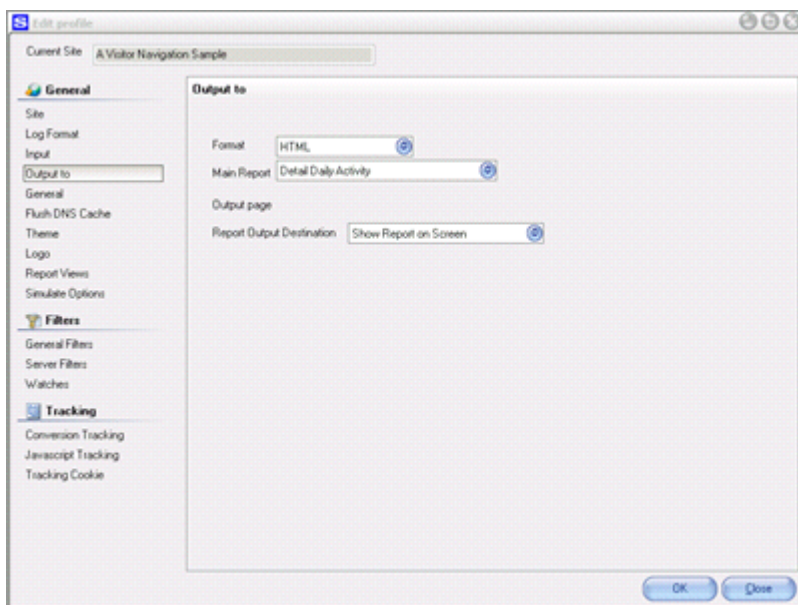 S Edit profile
Current Site A Visitor Navigation Sample
General
Site
Log Format
Input
Output to
General
Flush DNS Cache
Theme
Logo
Report Views
Simulate Options
Filters
General Filters
Server Filters
Watches
Tracking
Conversion Tracking
Javascript Tracking
Tracking Cookie
Output to
Format HTML
Main Report Detail Daily Activity
Output page
Report Output Destination Show Report on Screen
OK Close